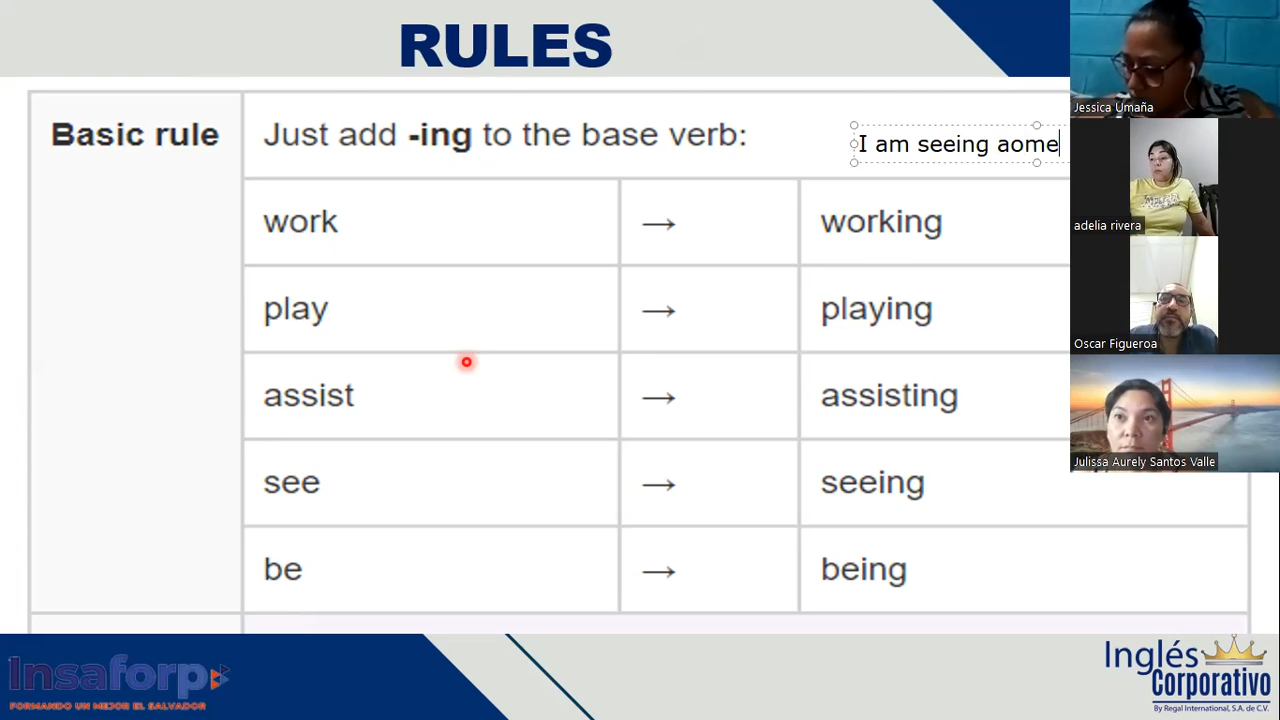 RULES
Basic rule
Just add -ing to the base verb:
I am seeing aome
work → working
play → playing
assist → assisting
see → seeing
be → being
Jessica Umaña
adelia rivera
Oscar Figueroa
Julissa Aurely Santos Valle
Insaforp
FORMANDO UN MEJOR EL SALVADOR
Inglés
Corporativo
By Regal International, S.A. de C.V.